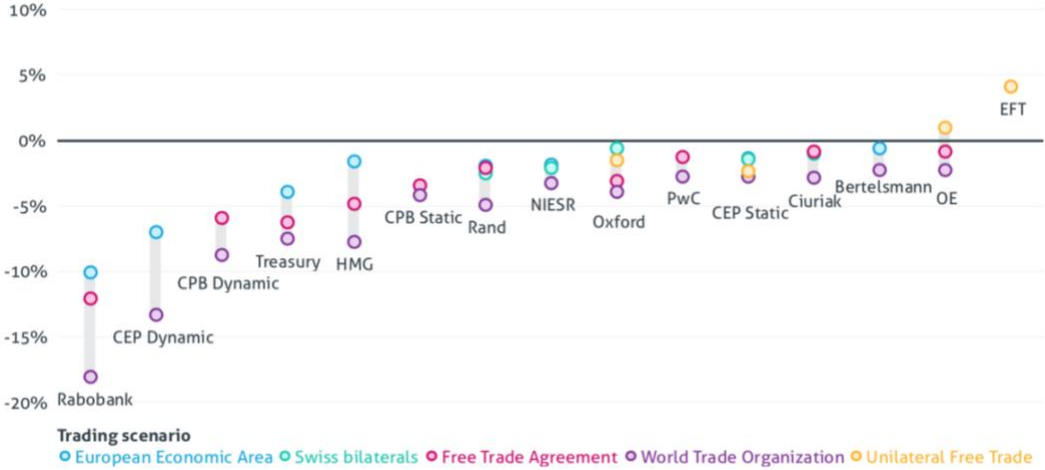 10%
5%
EFT
0%
-5%
CPB Static
Rand
NIESR
Oxford
PwC
CEP Static
Ciuriak
Bertelsmann
OE
-10%
CPB Dynamic
Treasury
HMG
-15%
CEP Dynamic
-20%
Rabobank
Trading scenario
European Economic Area Swiss bilaterals Free Trade Agreement World Trade Organization Unilateral Free Trade